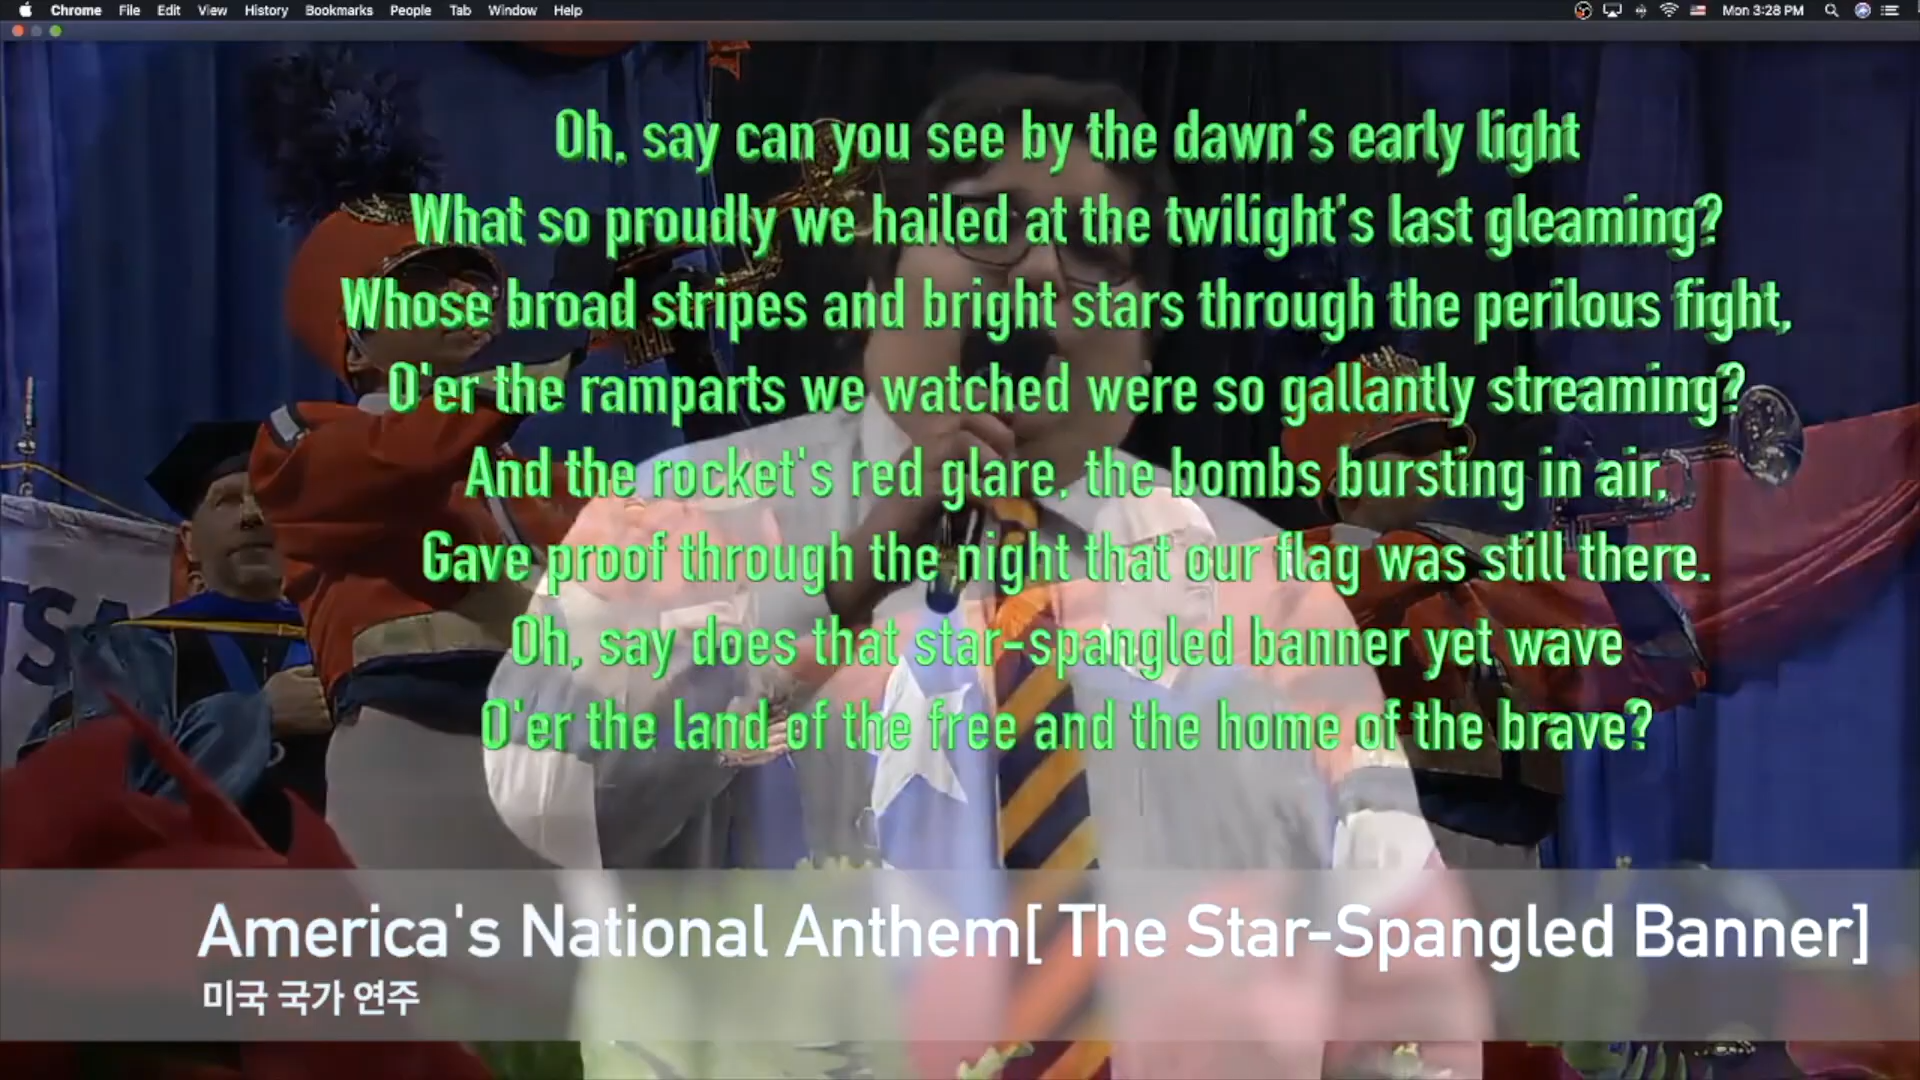 Chrome File Edit View History Bookmarks People Tab Window Help Mon 3:28 PM
Oh, say can you see by the dawn's early light
What so proudly we hailed at the twilight's last gleaming?
Whose broad stripes and bright stars through the perilous fight,
O'er the ramparts we watched were so gallantly streaming?
And the rocket's red glare, the bombs bursting in air,
Gave proof through the night that our flag was still there.
Oh, say does that star-spangled banner yet wave
O'er the land of the free and the home of the brave?
TSA
America's National Anthem[ The Star-Spangled Banner]
미국 국가 연주